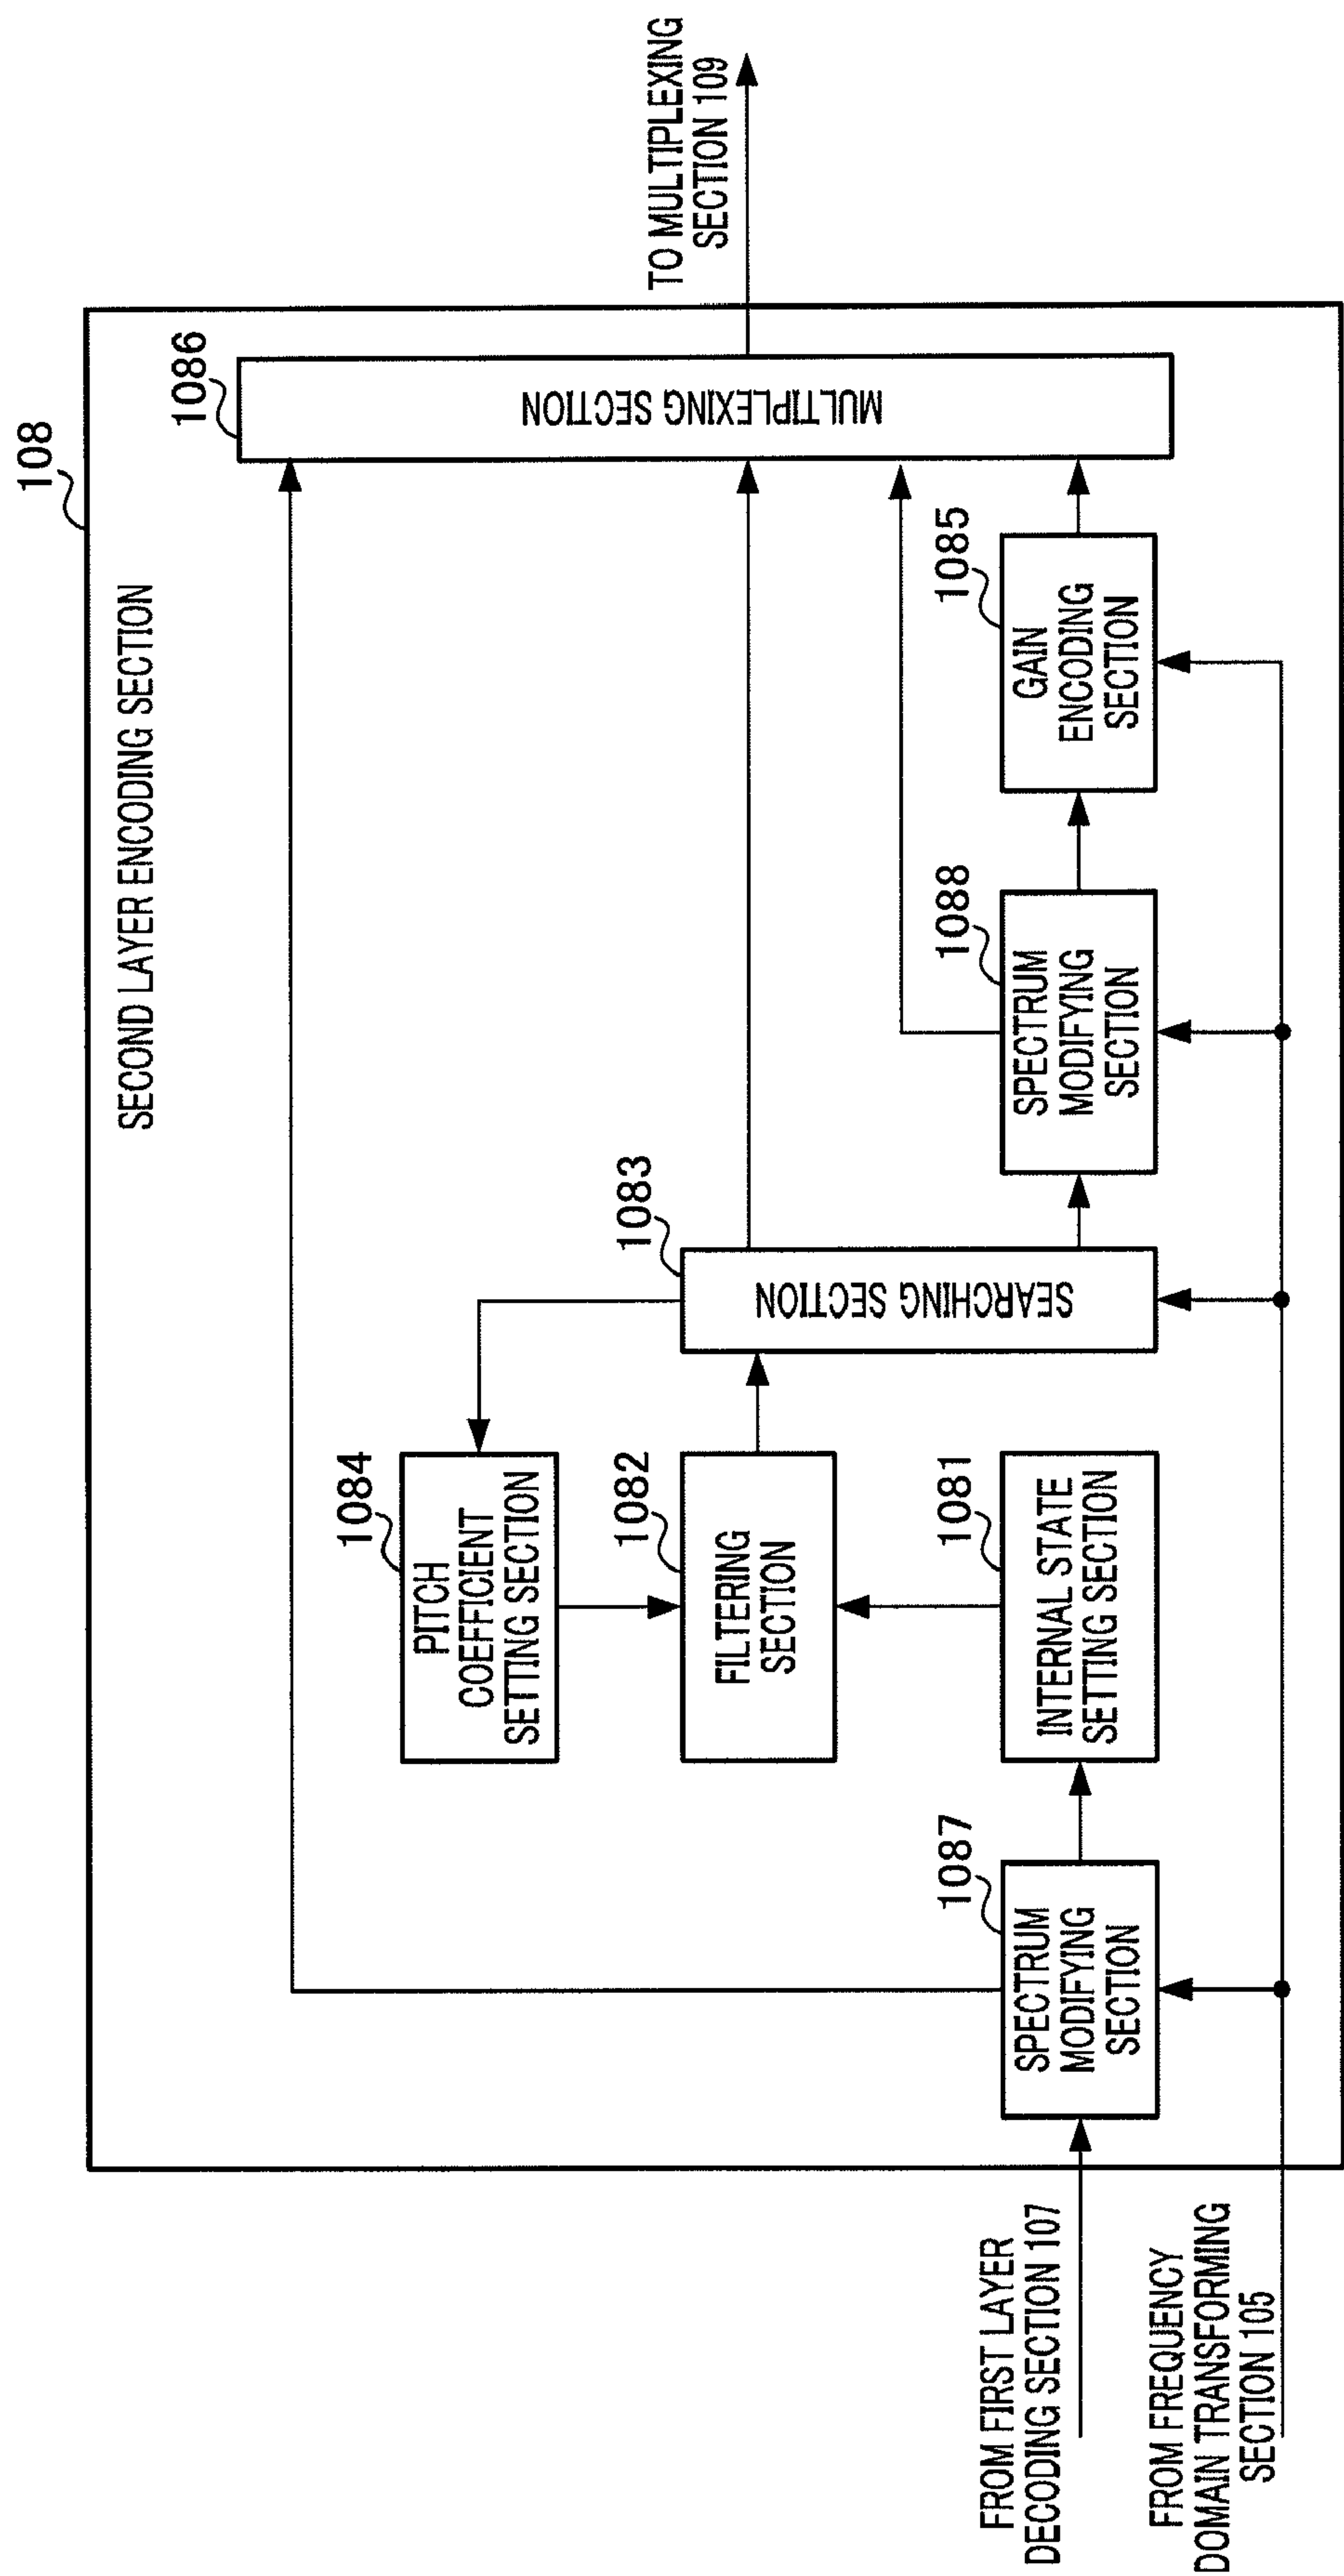 108
SECOND LAYER ENCODING SECTION
1086
MULTIPLEXING SECTION
TO MULTIPLEXING
SECTION 109
1084
PITCH
COEFFICIENT
SETTING SECTION
1083
SEARCHING SECTION
1082
FILTERING
SECTION
1087
SPECTRUM
MODIFYING
SECTION
1081
INTERNAL STATE
SETTING SECTION
1088
SPECTRUM
MODIFYING
SECTION
1085
GAIN
ENCODING
SECTION
FROM FIRST LAYER
DECODING SECTION 107
FROM FREQUENCY
DOMAIN TRANSFORMING
SECTION 105